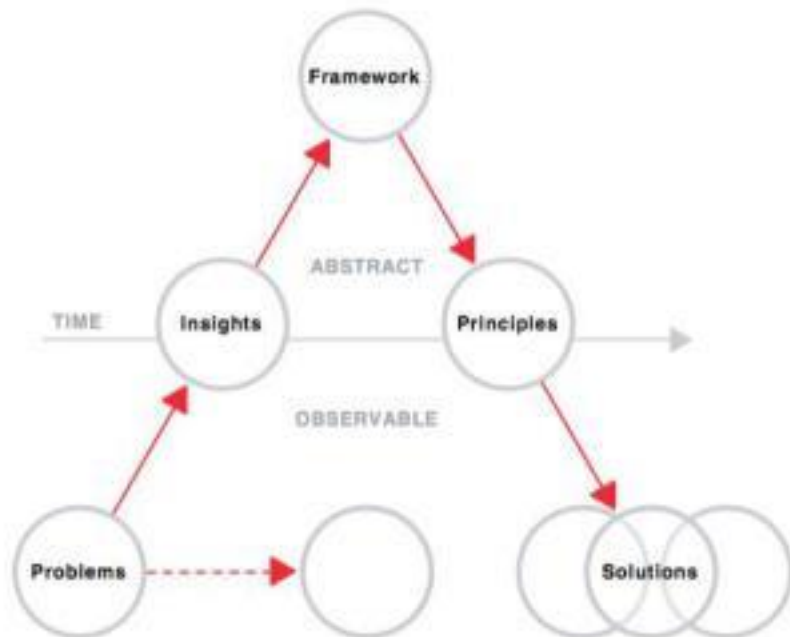 Framework
ABSTRACT
TIME
Insights
Principles
OBSERVABLE
Problems
Solutions